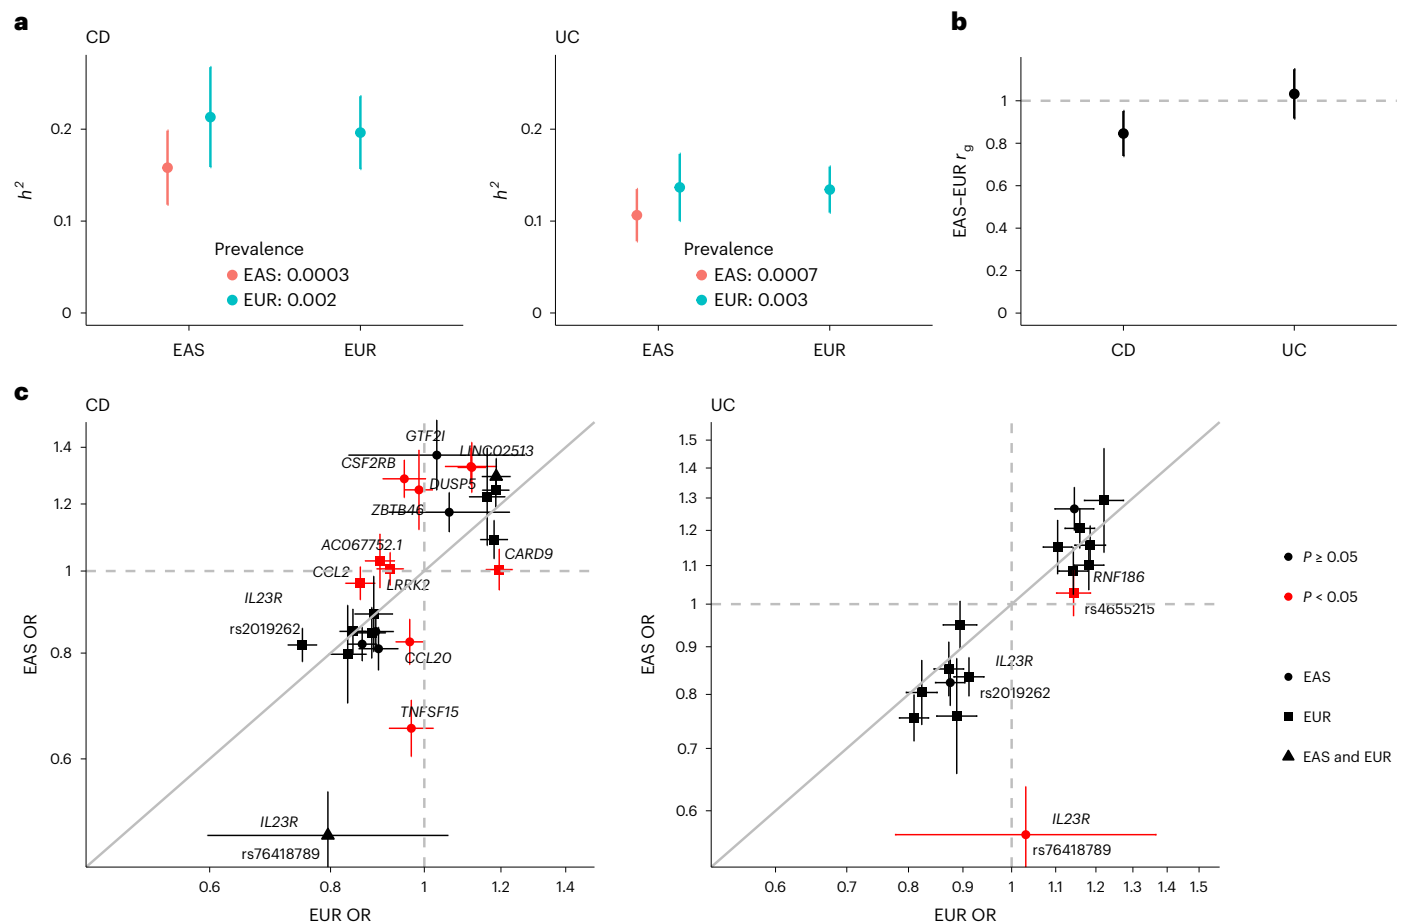 a
CD
0.2
0.1
0
h²
Prevalence
EAS: 0.0003
EUR: 0.002
EAS
EUR
UC
0.2
0.1
0
h²
Prevalence
EAS: 0.0007
EUR: 0.003
EAS
EUR
b
1
0.8
0.6
0.4
0.2
0
EAS–EUR rg
CD
UC
c
CD
1.4
1.2
1
0.8
0.6
EAS OR
GTF2I
LINC02513
CSF2RB
DUSP5
ZBTB46
AC067752.1
CARD9
CCL2
LRRK2
IL23R
rs2019262
CCL20
TNFSF15
IL23R
rs76418789
0.6
0.8
1
1.2
1.4
EUR OR
UC
1.5
1.4
1.3
1.2
1.1
1
0.9
0.8
0.7
0.6
EAS OR
RNF186
rs4655215
IL23R
rs2019262
IL23R
rs76418789
0.6
0.7
0.8
0.9
1
1.1
1.2
1.3
1.4
1.5
EUR OR
P ≥ 0.05
P < 0.05
EAS
EUR
EAS and EUR